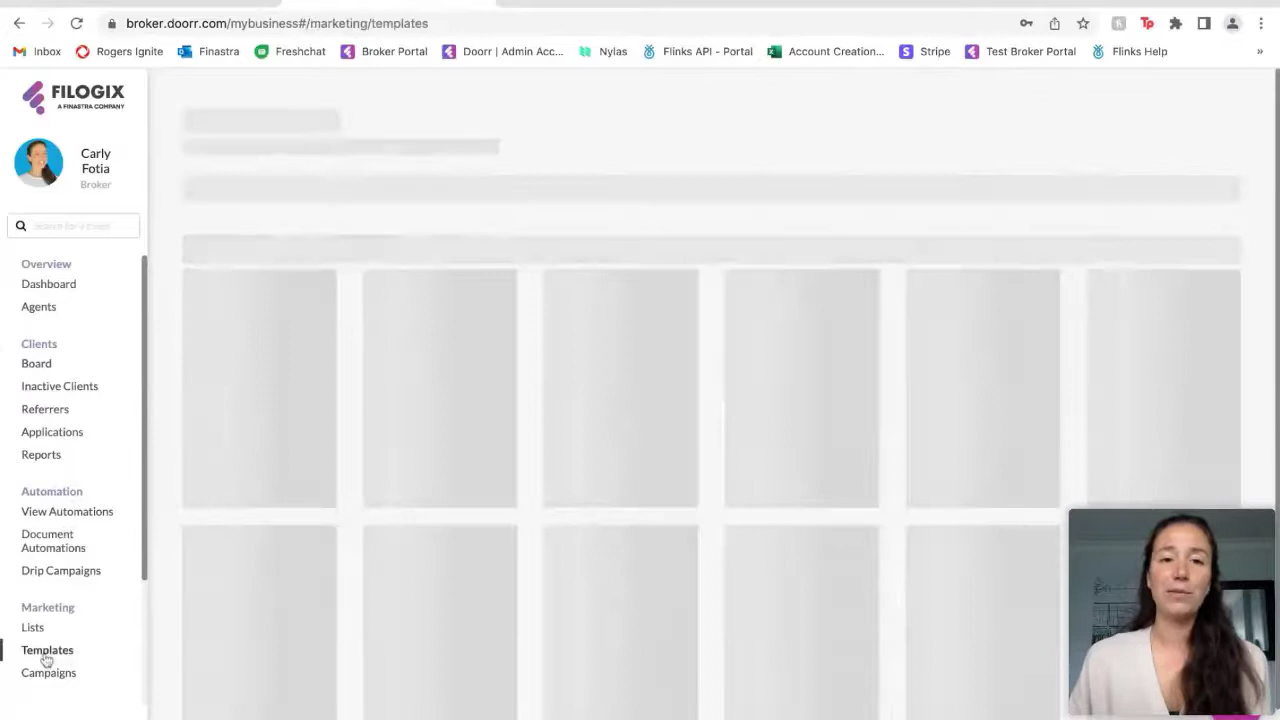 broker.doorr.com/mybusiness#/marketing/templates
Inbox
Rogers Ignite
Finastra
Freshchat
Broker Portal
Doorr | Admin Acc...
Nylas
Flinks API - Portal
Account Creation...
Stripe
Test Broker Portal
Flinks Help
»
FILOGIX
A FINASTRA COMPANY
Carly
Fotia
Broker
Overview
Dashboard
Agents
Clients
Board
Inactive Clients
Referrers
Applications
Reports
Automation
View Automations
Document
Automations
Drip Campaigns
Marketing
Lists
Templates
Campaigns